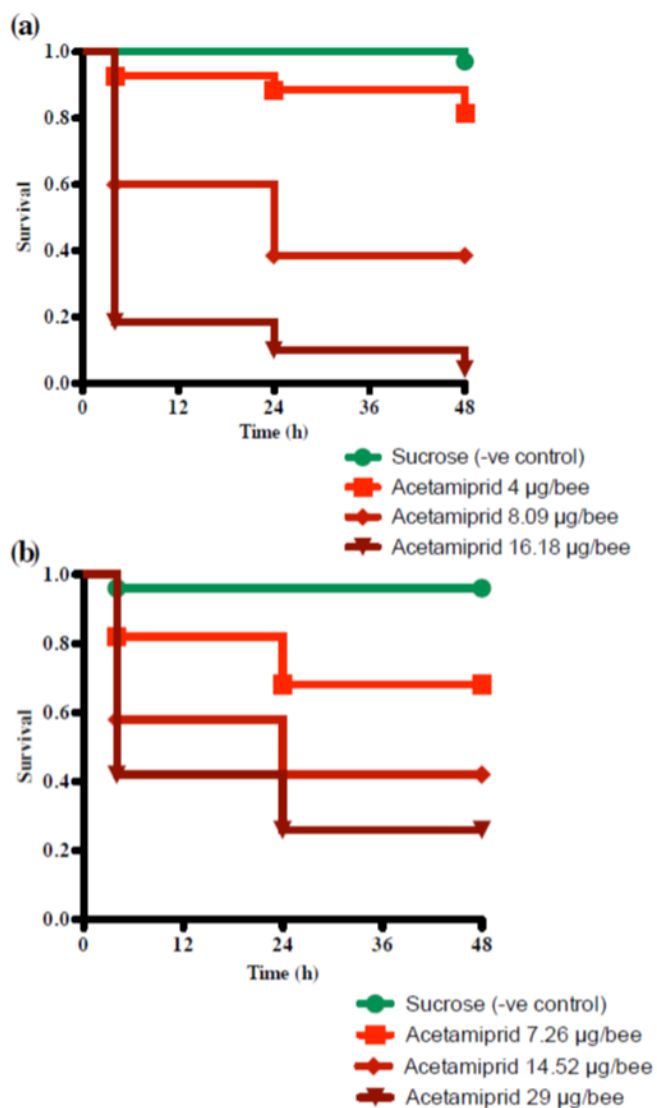 (a)
1.0
0.8
0.6
0.4
0.2
0.0
Survival
0 12 24 36 48
Time (h)
Sucrose (-ve control)
Acetamiprid 4 µg/bee
Acetamiprid 8.09 µg/bee
Acetamiprid 16.18 µg/bee
(b)
1.0
0.8
0.6
0.4
0.2
0.0
Survival
0 12 24 36 48
Time (h)
Sucrose (-ve control)
Acetamiprid 7.26 µg/bee
Acetamiprid 14.52 µg/bee
Acetamiprid 29 µg/bee